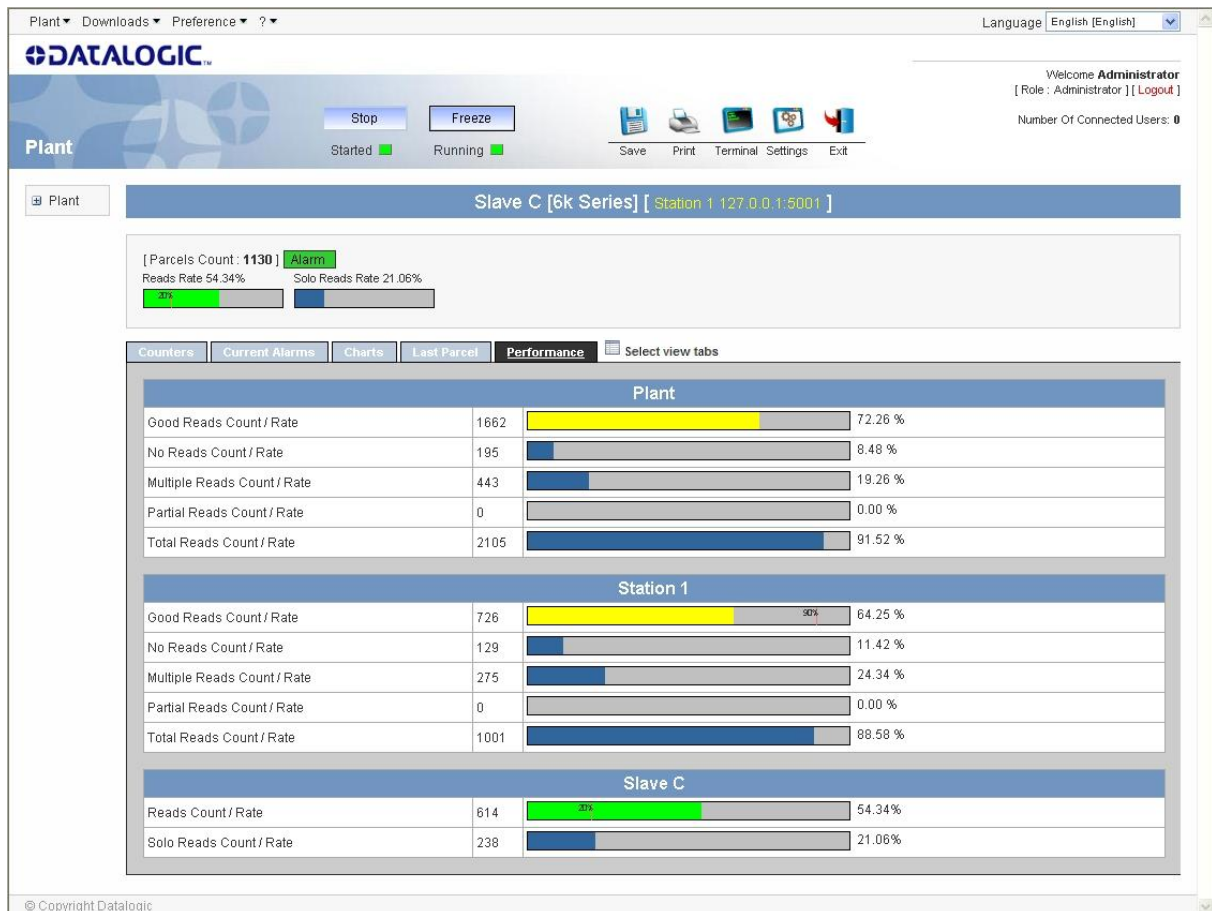 Plant Downloads Preference ? Language English [English]
DATALOGIC™
Welcome Administrator
[ Role : Administrator ] [ Logout ]
Number Of Connected Users: 0
Plant
Stop Freeze
Started Running
Save Print Terminal Settings Exit
Plant
Slave C [6k Series] [ Station 1 127.0.0.1:5001 ]
[ Parcels Count : 1130 ] Alarm
Reads Rate 54.34% Solo Reads Rate 21.06%
20%
Counters Current Alarms Charts Last Parcel Performance Select view tabs
Plant
Good Reads Count / Rate 1662 72.26 %
No Reads Count / Rate 195 8.48 %
Multiple Reads Count / Rate 443 19.26 %
Partial Reads Count / Rate 0 0.00 %
Total Reads Count / Rate 2105 91.52 %
Station 1
Good Reads Count / Rate 726 90% 64.25 %
No Reads Count / Rate 129 11.42 %
Multiple Reads Count / Rate 275 24.34 %
Partial Reads Count / Rate 0 0.00 %
Total Reads Count / Rate 1001 88.58 %
Slave C
Reads Count / Rate 614 20% 54.34%
Solo Reads Count / Rate 238 21.06%
© Copyright Datalogic